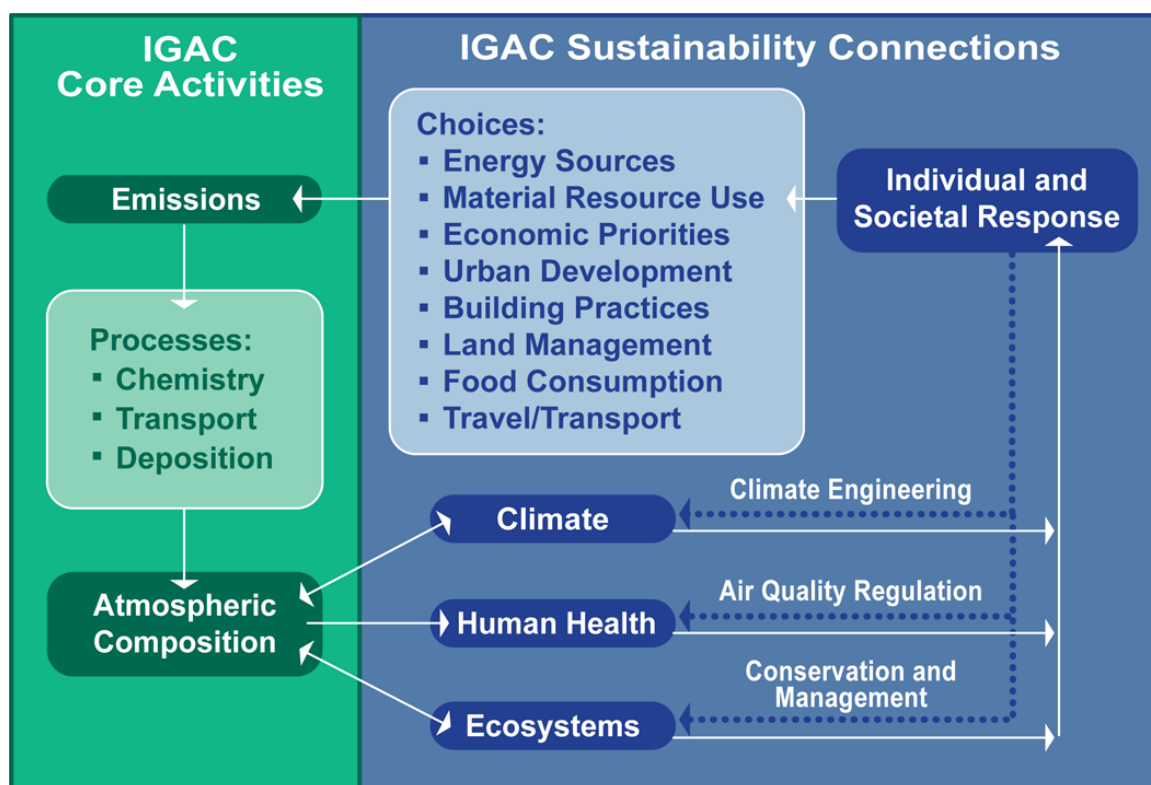 IGAC
Core Activities
IGAC Sustainability Connections
Emissions
Processes:
▪ Chemistry
▪ Transport
▪ Deposition
Atmospheric
Composition
Choices:
▪ Energy Sources
▪ Material Resource Use
▪ Economic Priorities
▪ Urban Development
▪ Building Practices
▪ Land Management
▪ Food Consumption
▪ Travel/Transport
Individual and
Societal Response
Climate Engineering
Climate
Air Quality Regulation
Human Health
Conservation and
Management
Ecosystems